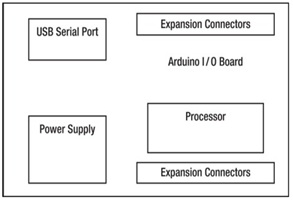 USB Serial Port
Expansion Connectors
Arduino I/O Board
Power Supply
Processor
Expansion Connectors